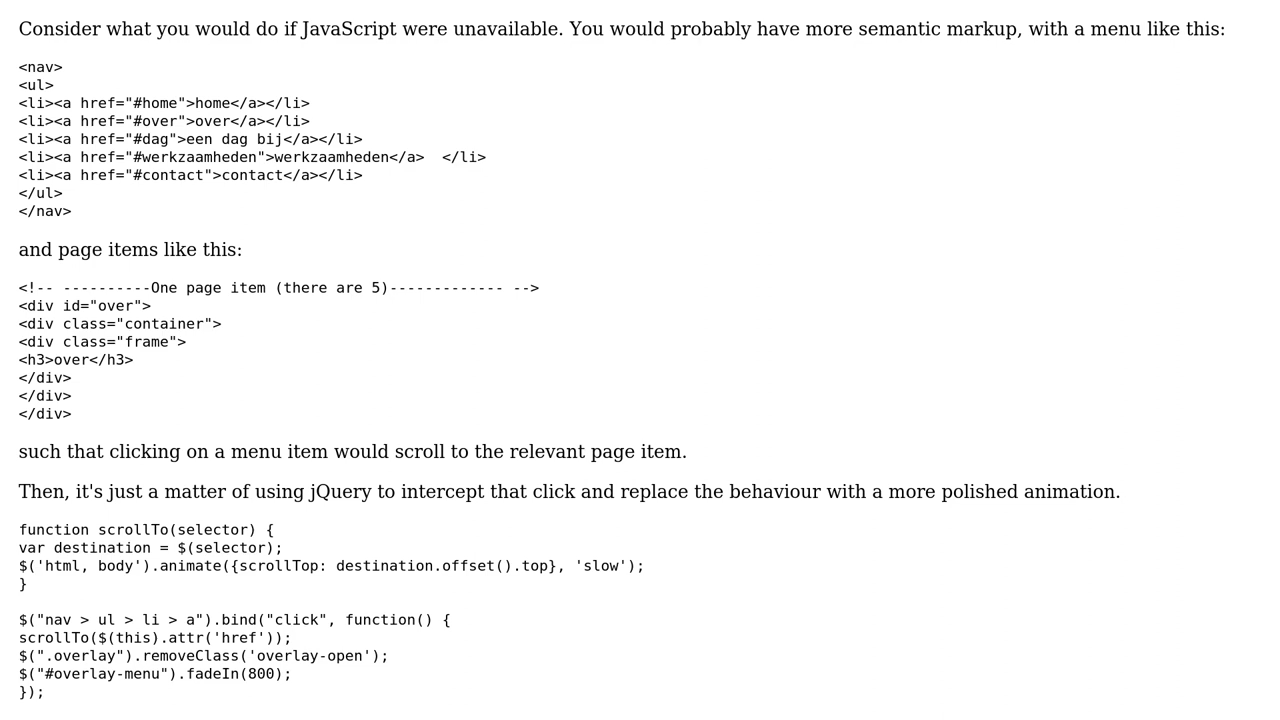 Consider what you would do if JavaScript were unavailable. You would probably have more semantic markup, with a menu like this:
<nav>
<ul>
<li><a href="#home">home</a></li>
<li><a href="#over">over</a></li>
<li><a href="#dag">een dag bij</a></li>
<li><a href="#werkzaamheden">werkzaamheden</a>  </li>
<li><a href="#contact">contact</a></li>
</ul>
</nav>
and page items like this:
<!-- ----------One page item (there are 5)------------- -->
<div id="over">
<div class="container">
<div class="frame">
<h3>over</h3>
</div>
</div>
</div>
such that clicking on a menu item would scroll to the relevant page item.
Then, it's just a matter of using jQuery to intercept that click and replace the behaviour with a more polished animation.
function scrollTo(selector) {
var destination = $(selector);
$('html, body').animate({scrollTop: destination.offset().top}, 'slow');
}
$("nav > ul > li > a").bind("click", function() {
scrollTo($(this).attr('href'));
$(".overlay").removeClass('overlay-open');
$("#overlay-menu").fadeIn(800);
});